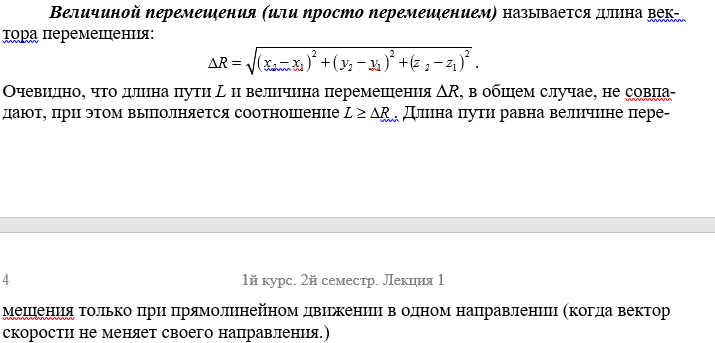 Величиной перемещения (или просто перемещением) называется длина век-
тора перемещения:
ΔR = √(x₂ − x₁)² + (y₂ − y₁)² + (z ₂ − z₁)² .
Очевидно, что длина пути L и величина перемещения ΔR, в общем случае, не совпа-
дают, при этом выполняется соотношение L ≥ ΔR . Длина пути равна величине пере-
4 1й курс. 2й семестр. Лекция 1
мещения только при прямолинейном движении в одном направлении (когда вектор
скорости не меняет своего направления.)